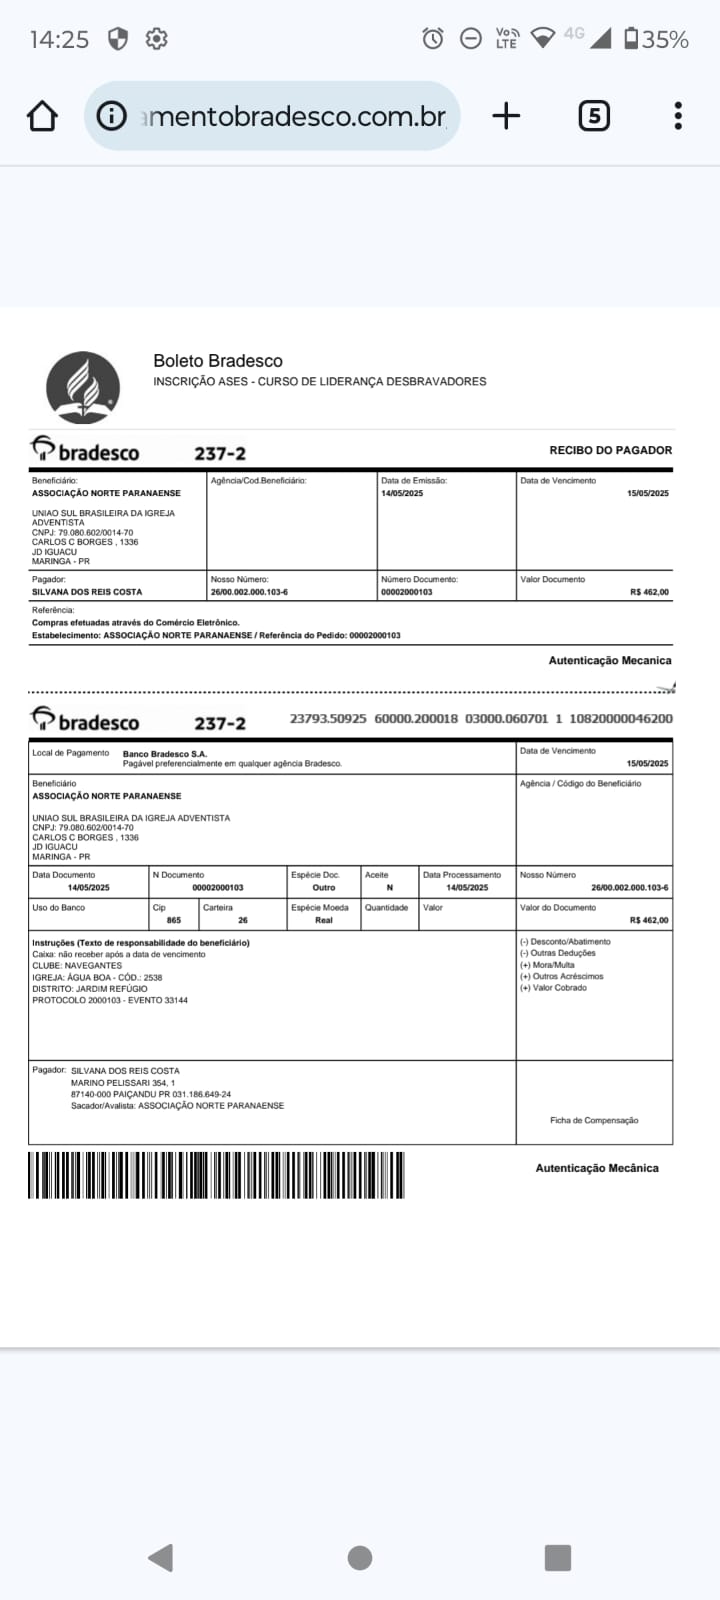 14:25
Vo))
LTE
4G
35%
amentobradesco.com.br
5
Boleto Bradesco
INSCRIÇÃO ASES - CURSO DE LIDERANÇA DESBRAVADORES
bradesco 237-2 RECIBO DO PAGADOR
Beneficiário: Agência/Cod.Beneficiário: Data de Emissão: Data de Vencimento
ASSOCIAÇÃO NORTE PARANAENSE 14/05/2025 15/05/2025
UNIAO SUL BRASILEIRA DA IGREJA
ADVENTISTA
CNPJ: 79.080.602/0014-70
CARLOS C BORGES , 1336
JD IGUACU
MARINGA - PR
Pagador: Nosso Número: Número Documento: Valor Documento
SILVANA DOS REIS COSTA 26/00.002.000.103-6 00002000103 R$ 462,00
Referência:
Compras efetuadas através do Comércio Eletrônico.
Estabelecimento: ASSOCIAÇÃO NORTE PARANAENSE / Referência do Pedido: 00002000103
Autenticação Mecanica
bradesco 237-2 23793.50925 60000.200018 03000.060701 1 10820000046200
Local de Pagamento Banco Bradesco S.A. Data de Vencimento
Pagável preferencialmente em qualquer agência Bradesco. 15/05/2025
Beneficiário Agência / Código do Beneficiário
ASSOCIAÇÃO NORTE PARANAENSE
UNIAO SUL BRASILEIRA DA IGREJA ADVENTISTA
CNPJ: 79.080.602/0014-70
CARLOS C BORGES , 1336
JD IGUACU
MARINGA - PR
Data Documento N Documento Espécie Doc. Aceite Data Processamento Nosso Número
14/05/2025 00002000103 Outro N 14/05/2025 26/00.002.000.103-6
Uso do Banco Cip Carteira Espécie Moeda Quantidade Valor Valor do Documento
865 26 Real R$ 462,00
Instruções (Texto de responsabilidade do beneficiário) (-) Desconto/Abatimento
Caixa: não receber após a data de vencimento (-) Outras Deduções
CLUBE: NAVEGANTES (+) Mora/Multa
IGREJA: ÁGUA BOA - CÓD.: 2538 (+) Outros Acréscimos
DISTRITO: JARDIM REFÚGIO (+) Valor Cobrado
PROTOCOLO 2000103 - EVENTO 33144
Pagador: SILVANA DOS REIS COSTA
MARINO PELISSARI 354, 1
87140-000 PAIÇANDU PR 031.186.649-24
Sacador/Avalista: ASSOCIAÇÃO NORTE PARANAENSE
Ficha de Compensação
Autenticação Mecânica